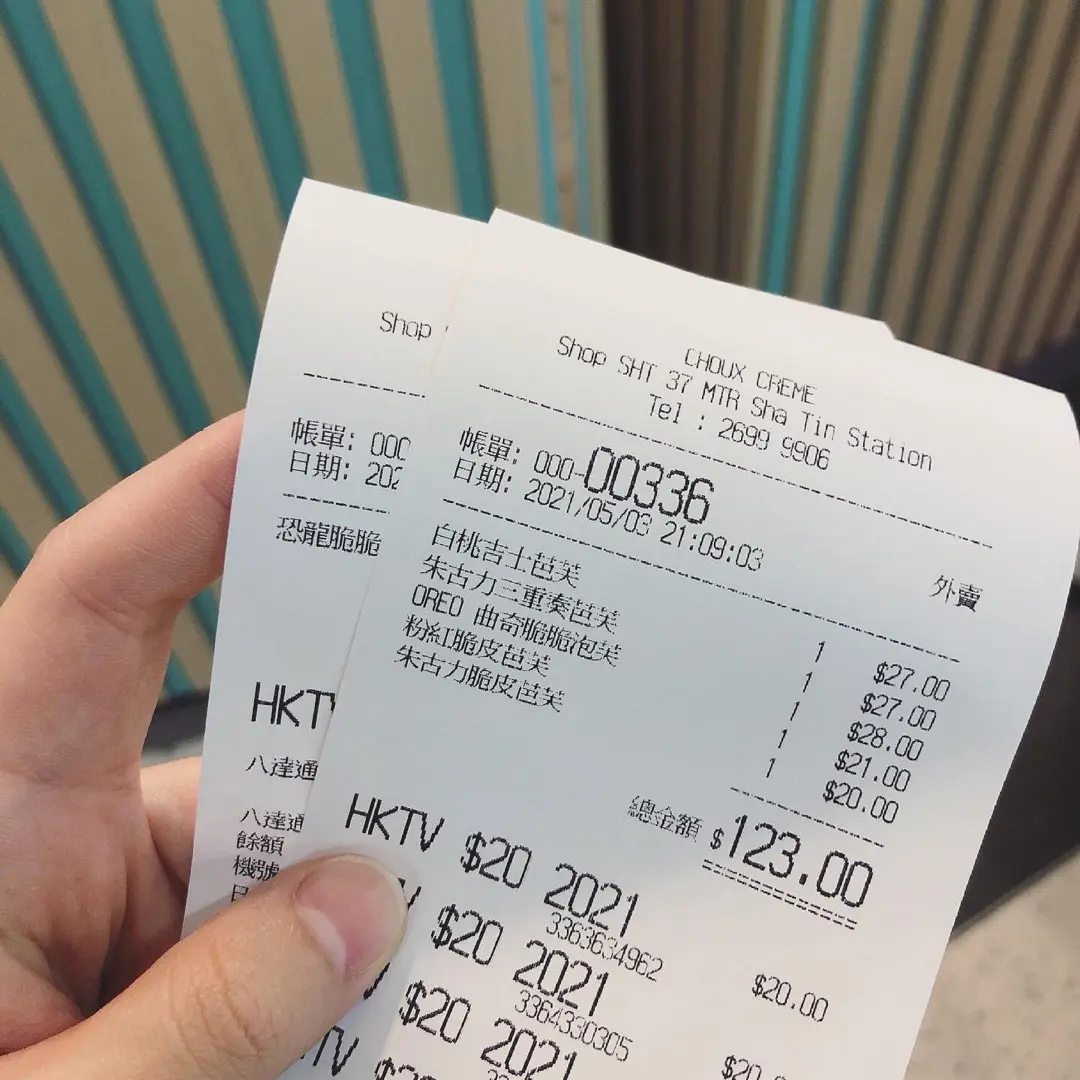 CHOUX CREME
Shop SHT 37 MTR Sha Tin Station
Tel : 2699 9906
帳單: 000-00336
日期: 2021/05/03 21:09:03
外賣
白桃吉士芭芙 1 $27.00
朱古力三重奏芭芙 1 $27.00
OREO 曲奇脆脆泡芙 1 $28.00
粉紅脆皮芭芙 1 $21.00
朱古力脆皮芭芙 1 $20.00
總金額 $123.00
HKTV $20 2021
3363634962 $20.00
$20 2021
3364330305
$20 2021
Shop
帳單: 000
日期: 202
恐龍脆脆
HKTV
八達通
八達通
餘額
機號